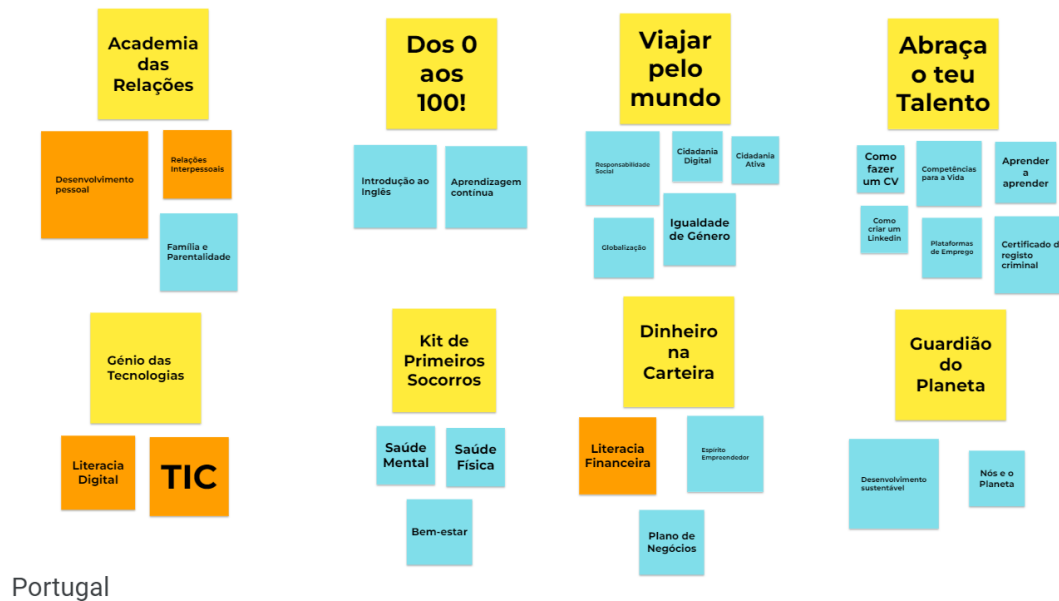 Academia
das
Relações
Desenvolvimento
pessoal
Relações
Interpessoais
Família e
Parentalidade
Dos 0
aos
100!
Introdução ao
Inglês
Aprendizagem
contínua
Viajar
pelo
mundo
Responsabilidade
Social
Cidadania
Digital
Cidadania
Ativa
Globalização
Igualdade
de Género
Abraça
o teu
Talento
Como
fazer
um CV
Competências
para a Vida
Aprender
a
aprender
Como
criar um
Linkedin
Plataformas
de Emprego
Certificado d
registo
criminal
Génio das
Tecnologias
Literacia
Digital
TIC
Kit de
Primeiros
Socorros
Saúde
Mental
Saúde
Física
Bem-estar
Dinheiro
na
Carteira
Literacia
Financeira
Espírito
Empreendedor
Plano de
Negócios
Guardião
do
Planeta
Desenvolvimento
sustentável
Nós e o
Planeta
Portugal